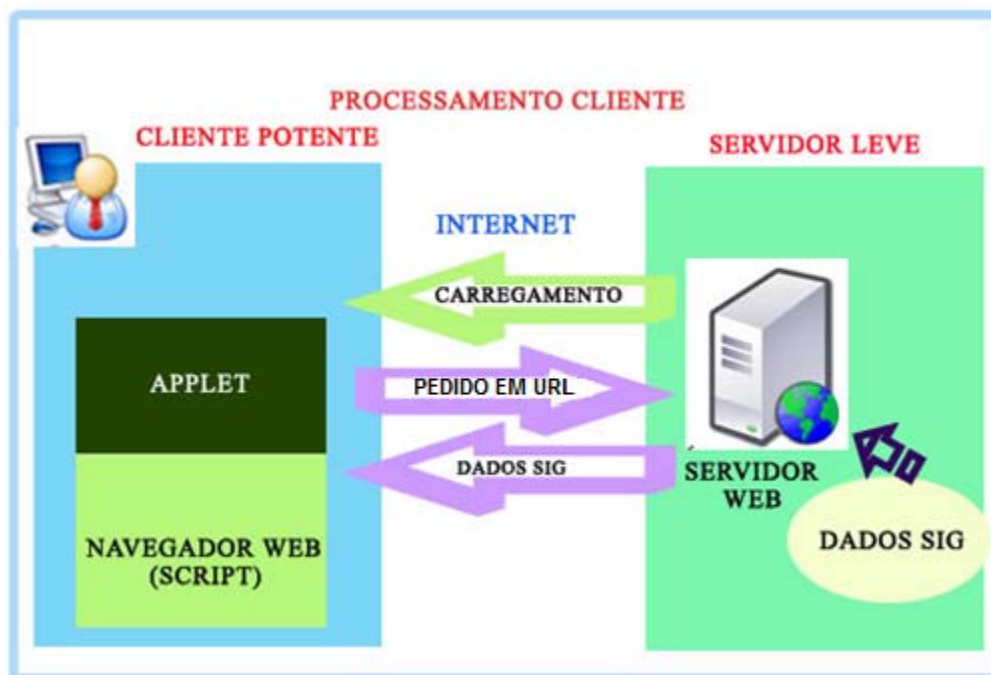 PROCESSAMENTO CLIENTE
CLIENTE POTENTE
SERVIDOR LEVE
INTERNET
CARREGAMENTO
APPLET
PEDIDO EM URL
DADOS SIG
SERVIDOR
WEB
NAVEGADOR WEB
(SCRIPT)
DADOS SIG